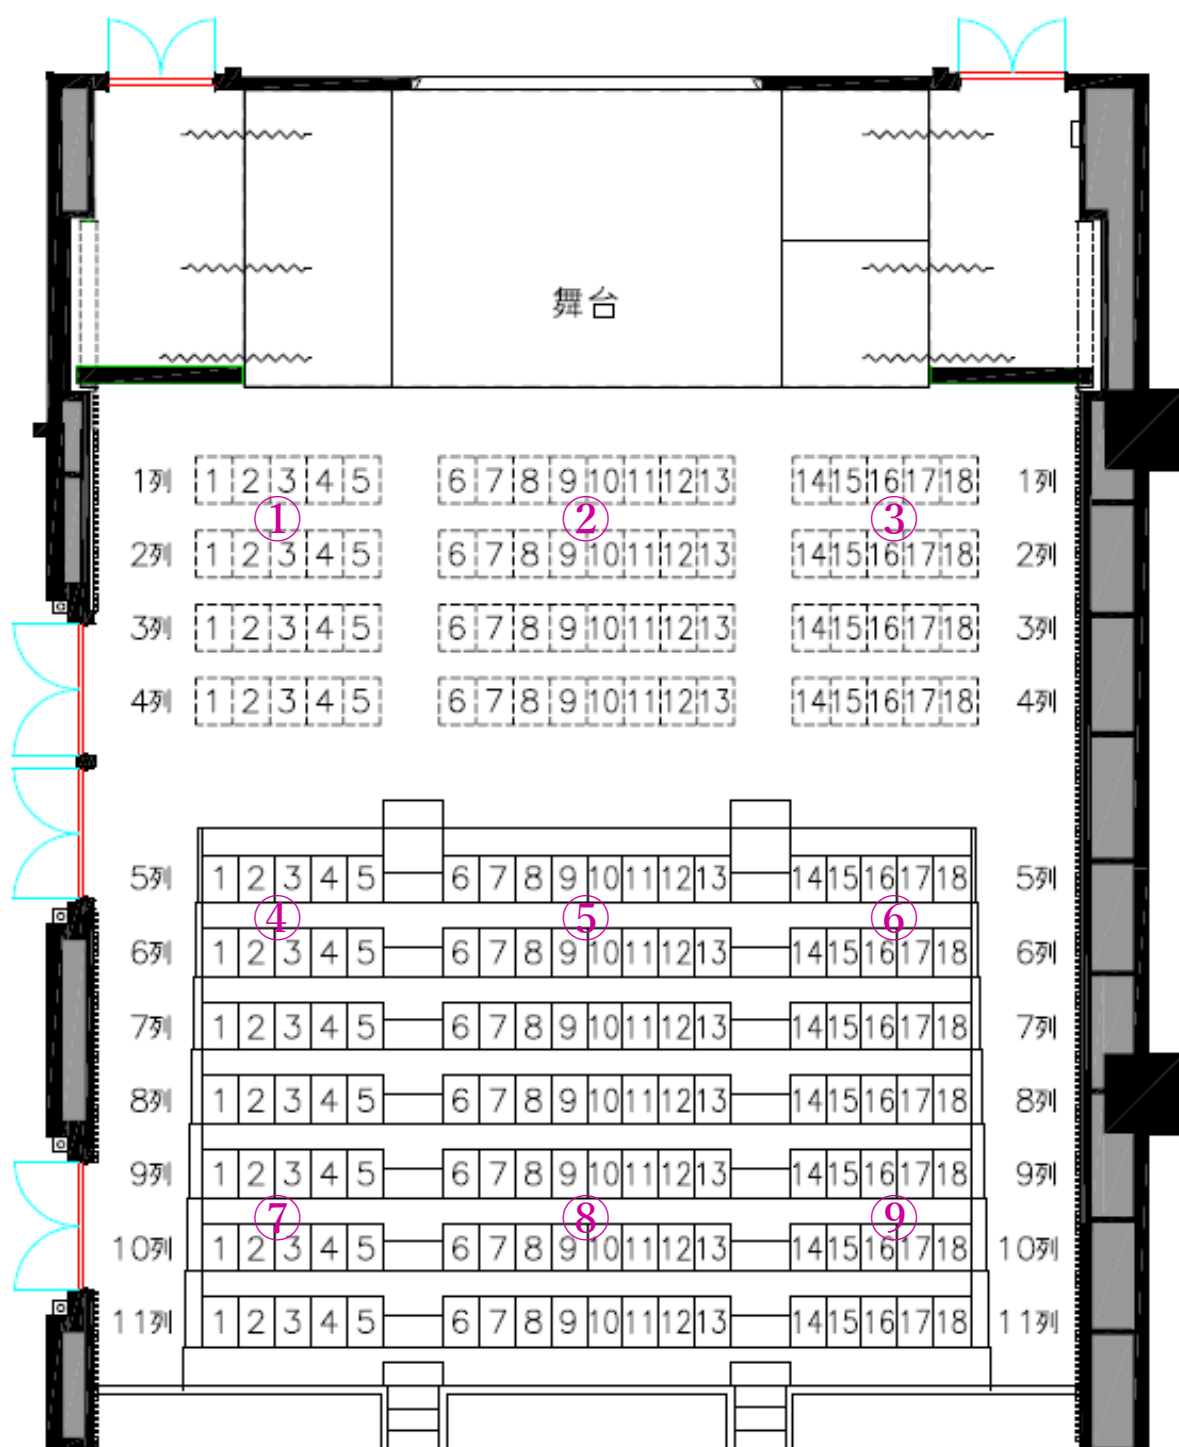 舞台
1列 1 2 3 4 5 6 7 8 9 10 11 12 13 14 15 16 17 18 1列
① ② ③
2列 1 2 3 4 5 6 7 8 9 10 11 12 13 14 15 16 17 18 2列
3列 1 2 3 4 5 6 7 8 9 10 11 12 13 14 15 16 17 18 3列
4列 1 2 3 4 5 6 7 8 9 10 11 12 13 14 15 16 17 18 4列
5列 1 2 3 4 5 6 7 8 9 10 11 12 13 14 15 16 17 18 5列
④ ⑤ ⑥
6列 1 2 3 4 5 6 7 8 9 10 11 12 13 14 15 16 17 18 6列
7列 1 2 3 4 5 6 7 8 9 10 11 12 13 14 15 16 17 18 7列
8列 1 2 3 4 5 6 7 8 9 10 11 12 13 14 15 16 17 18 8列
9列 1 2 3 4 5 6 7 8 9 10 11 12 13 14 15 16 17 18 9列
⑦ ⑧ ⑨
10列 1 2 3 4 5 6 7 8 9 10 11 12 13 14 15 16 17 18 10列
11列 1 2 3 4 5 6 7 8 9 10 11 12 13 14 15 16 17 18 11列